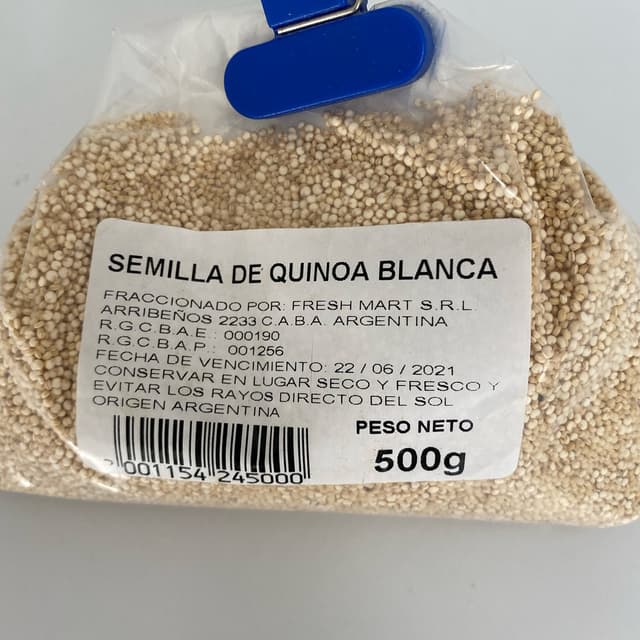 SEMILLA DE QUINOA BLANCA
FRACCIONADO POR: FRESH MART S.R.L
ARRIBEÑOS 2233 C.A.B.A. ARGENTINA
R.G.C.B.A.E : 000190
R.G.C.B.A.P.: 001256
FECHA DE VENCIMIENTO: 22 / 06 / 2021
CONSERVAR EN LUGAR SECO Y FRESCO Y
EVITAR LOS RAYOS DIRECTO DEL SOL
ORIGEN ARGENTINA
PESO NETO
500g
001154 245000